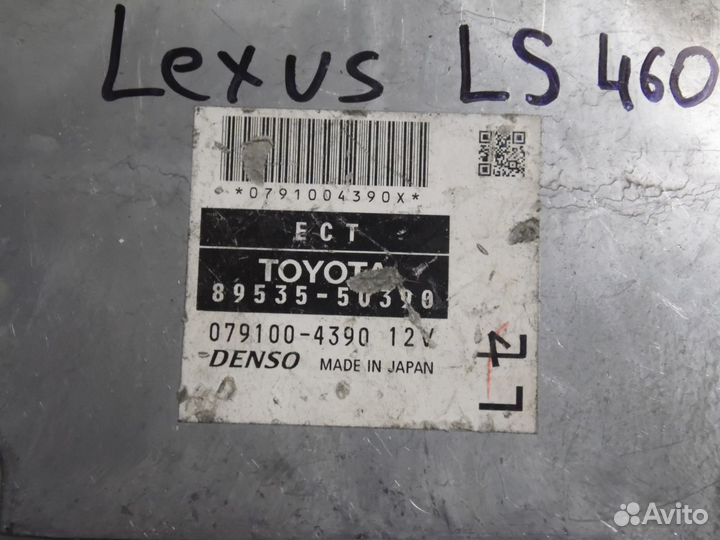 Lexus LS 460
*0791004390X*
ECT
TOYOTA
89535-50390
079100-4390 12V
DENSO MADE IN JAPAN
Avito